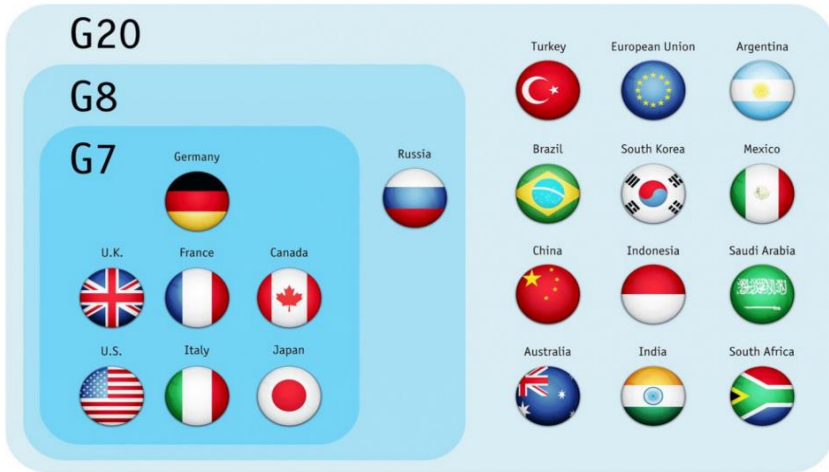 G20
G8
G7
Germany
U.K.
France
Canada
U.S.
Italy
Japan
Russia
Turkey
European Union
Argentina
Brazil
South Korea
Mexico
China
Indonesia
Saudi Arabia
Australia
India
South Africa